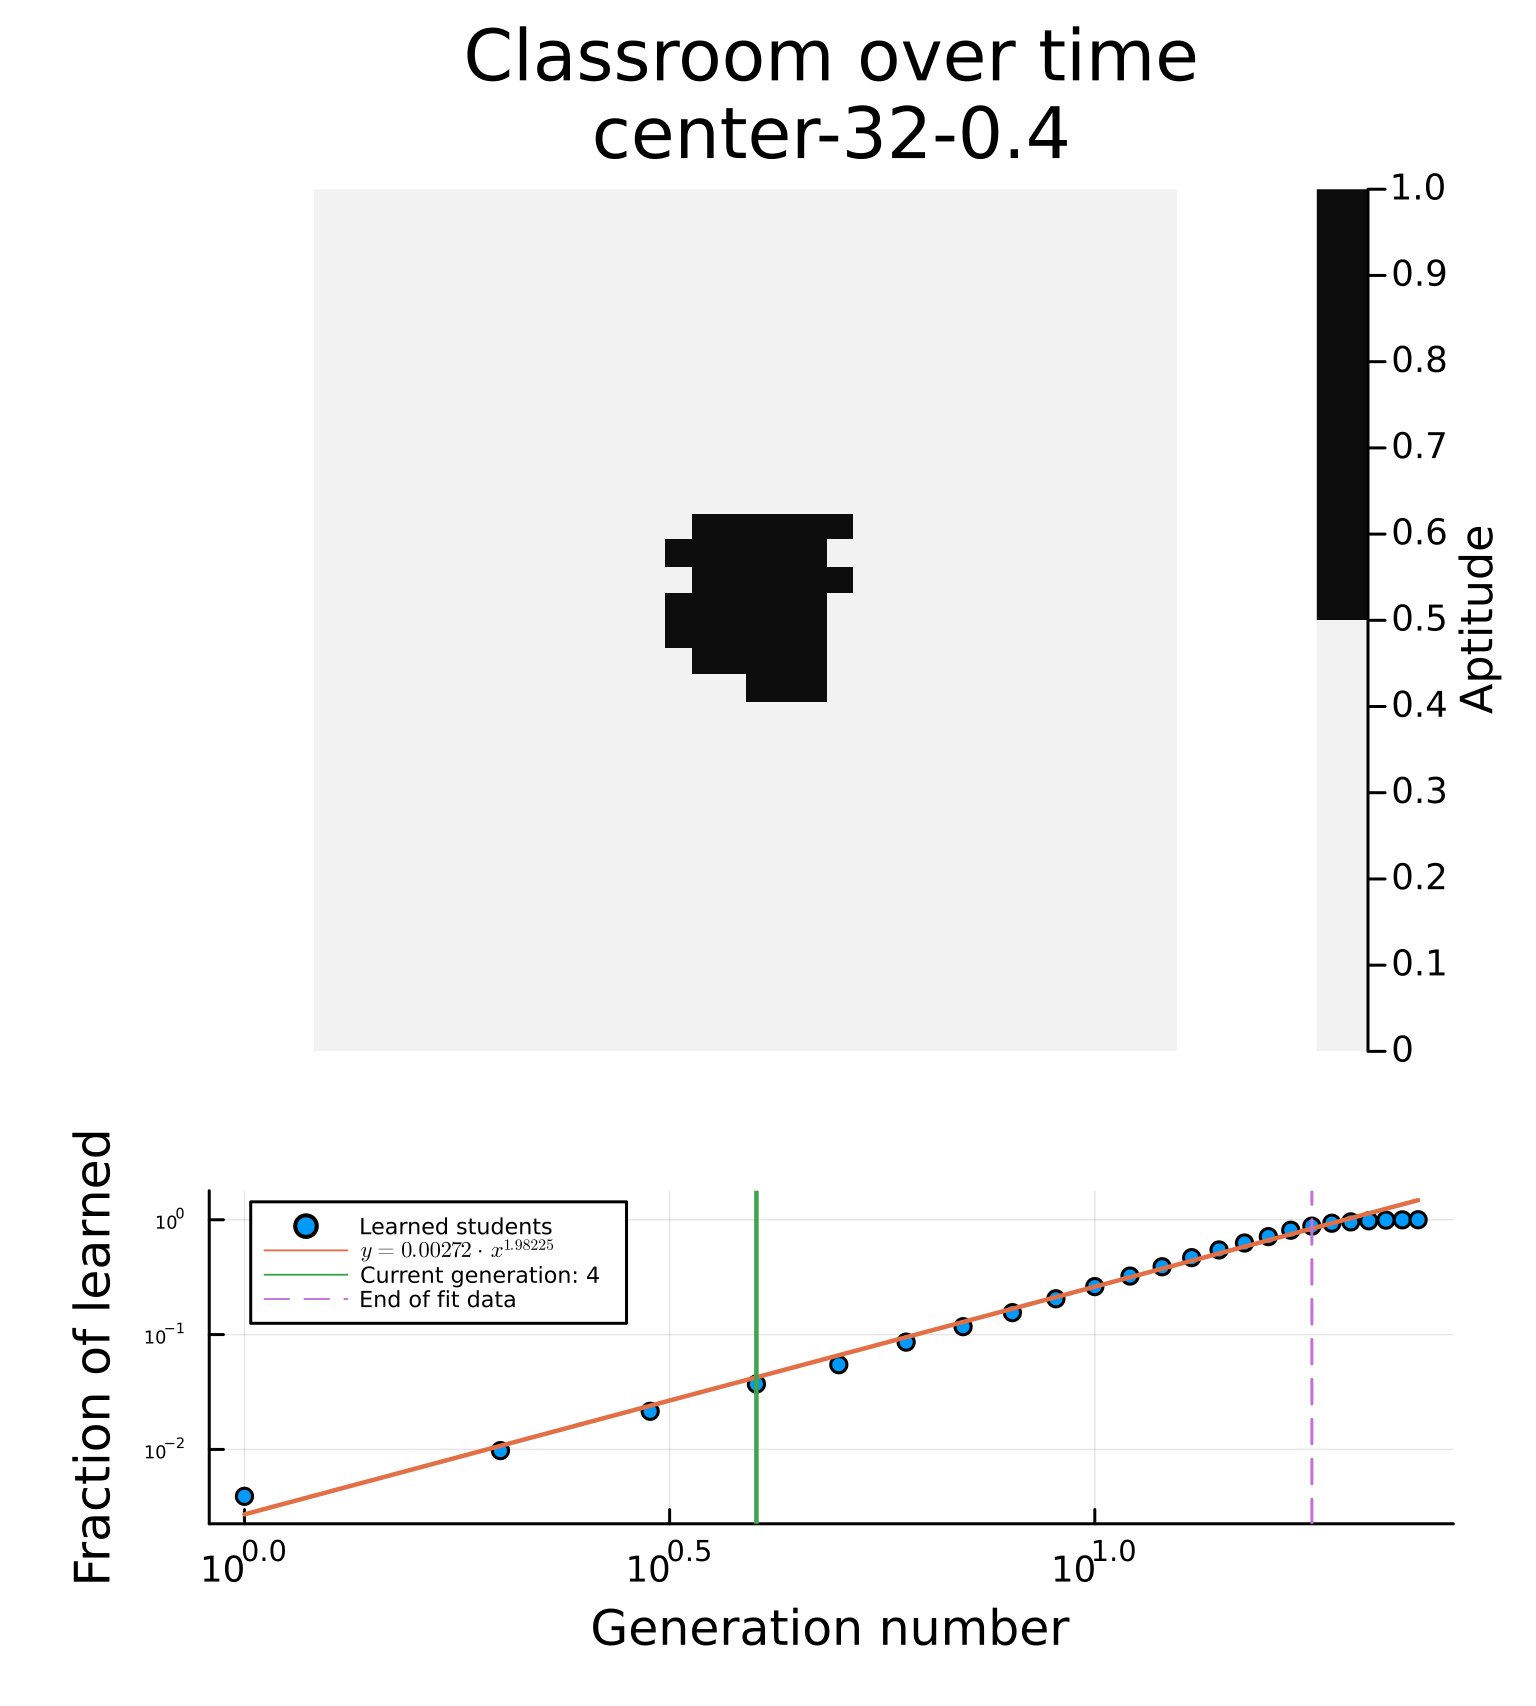 Classroom over time
center-32-0.4
1.0
0.9
0.8
0.7
0.6
0.5
0.4
0.3
0.2
0.1
0
Aptitude
Fraction of learned
10⁰
10⁻¹
10⁻²
Learned students
y = 0.00272 · x^1.98225
Current generation: 4
End of fit data
10^0.0
10^0.5
10^1.0
Generation number